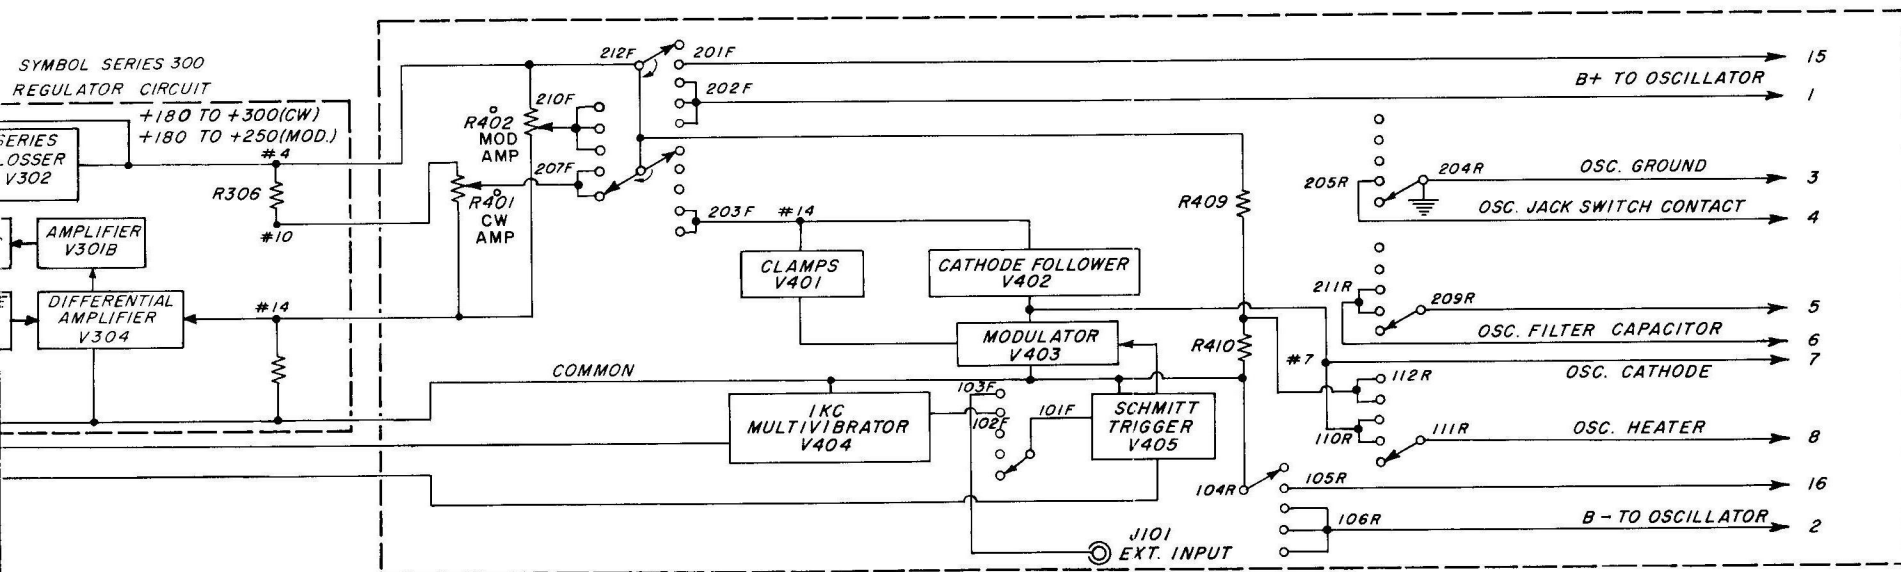 SYMBOL SERIES 300
REGULATOR CIRCUIT
+180 TO +300(CW)
+180 TO +250(MOD.)
SERIES
LOSSER
V302
#4
R306
#10
AMPLIFIER
V301B
DIFFERENTIAL
AMPLIFIER
V304
#14
COMMON
210F
R402
MOD
AMP
207F
R401
CW
AMP
212F
201F
202F
203F
#14
CLAMPS
V401
CATHODE FOLLOWER
V402
MODULATOR
V403
1KC
MULTIVIBRATOR
V404
103F
102F
101F
SCHMITT
TRIGGER
V405
J101
EXT. INPUT
R409
R410
#7
104R
105R
106R
205R
204R
211R
209R
112R
110R
111R
15
B+ TO OSCILLATOR
1
OSC. GROUND
3
OSC. JACK SWITCH CONTACT
4
5
OSC. FILTER CAPACITOR
6
7
OSC. CATHODE
OSC. HEATER
8
16
B- TO OSCILLATOR
2